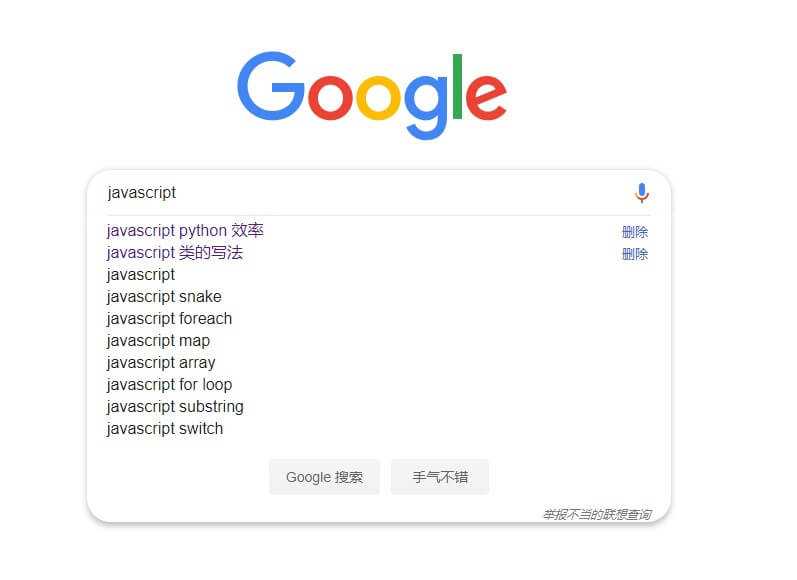 Google
javascript
javascript python 效率 删除
javascript 类的写法 删除
javascript
javascript snake
javascript foreach
javascript map
javascript array
javascript for loop
javascript substring
javascript switch
Google 搜索 手气不错
举报不当的联想查询